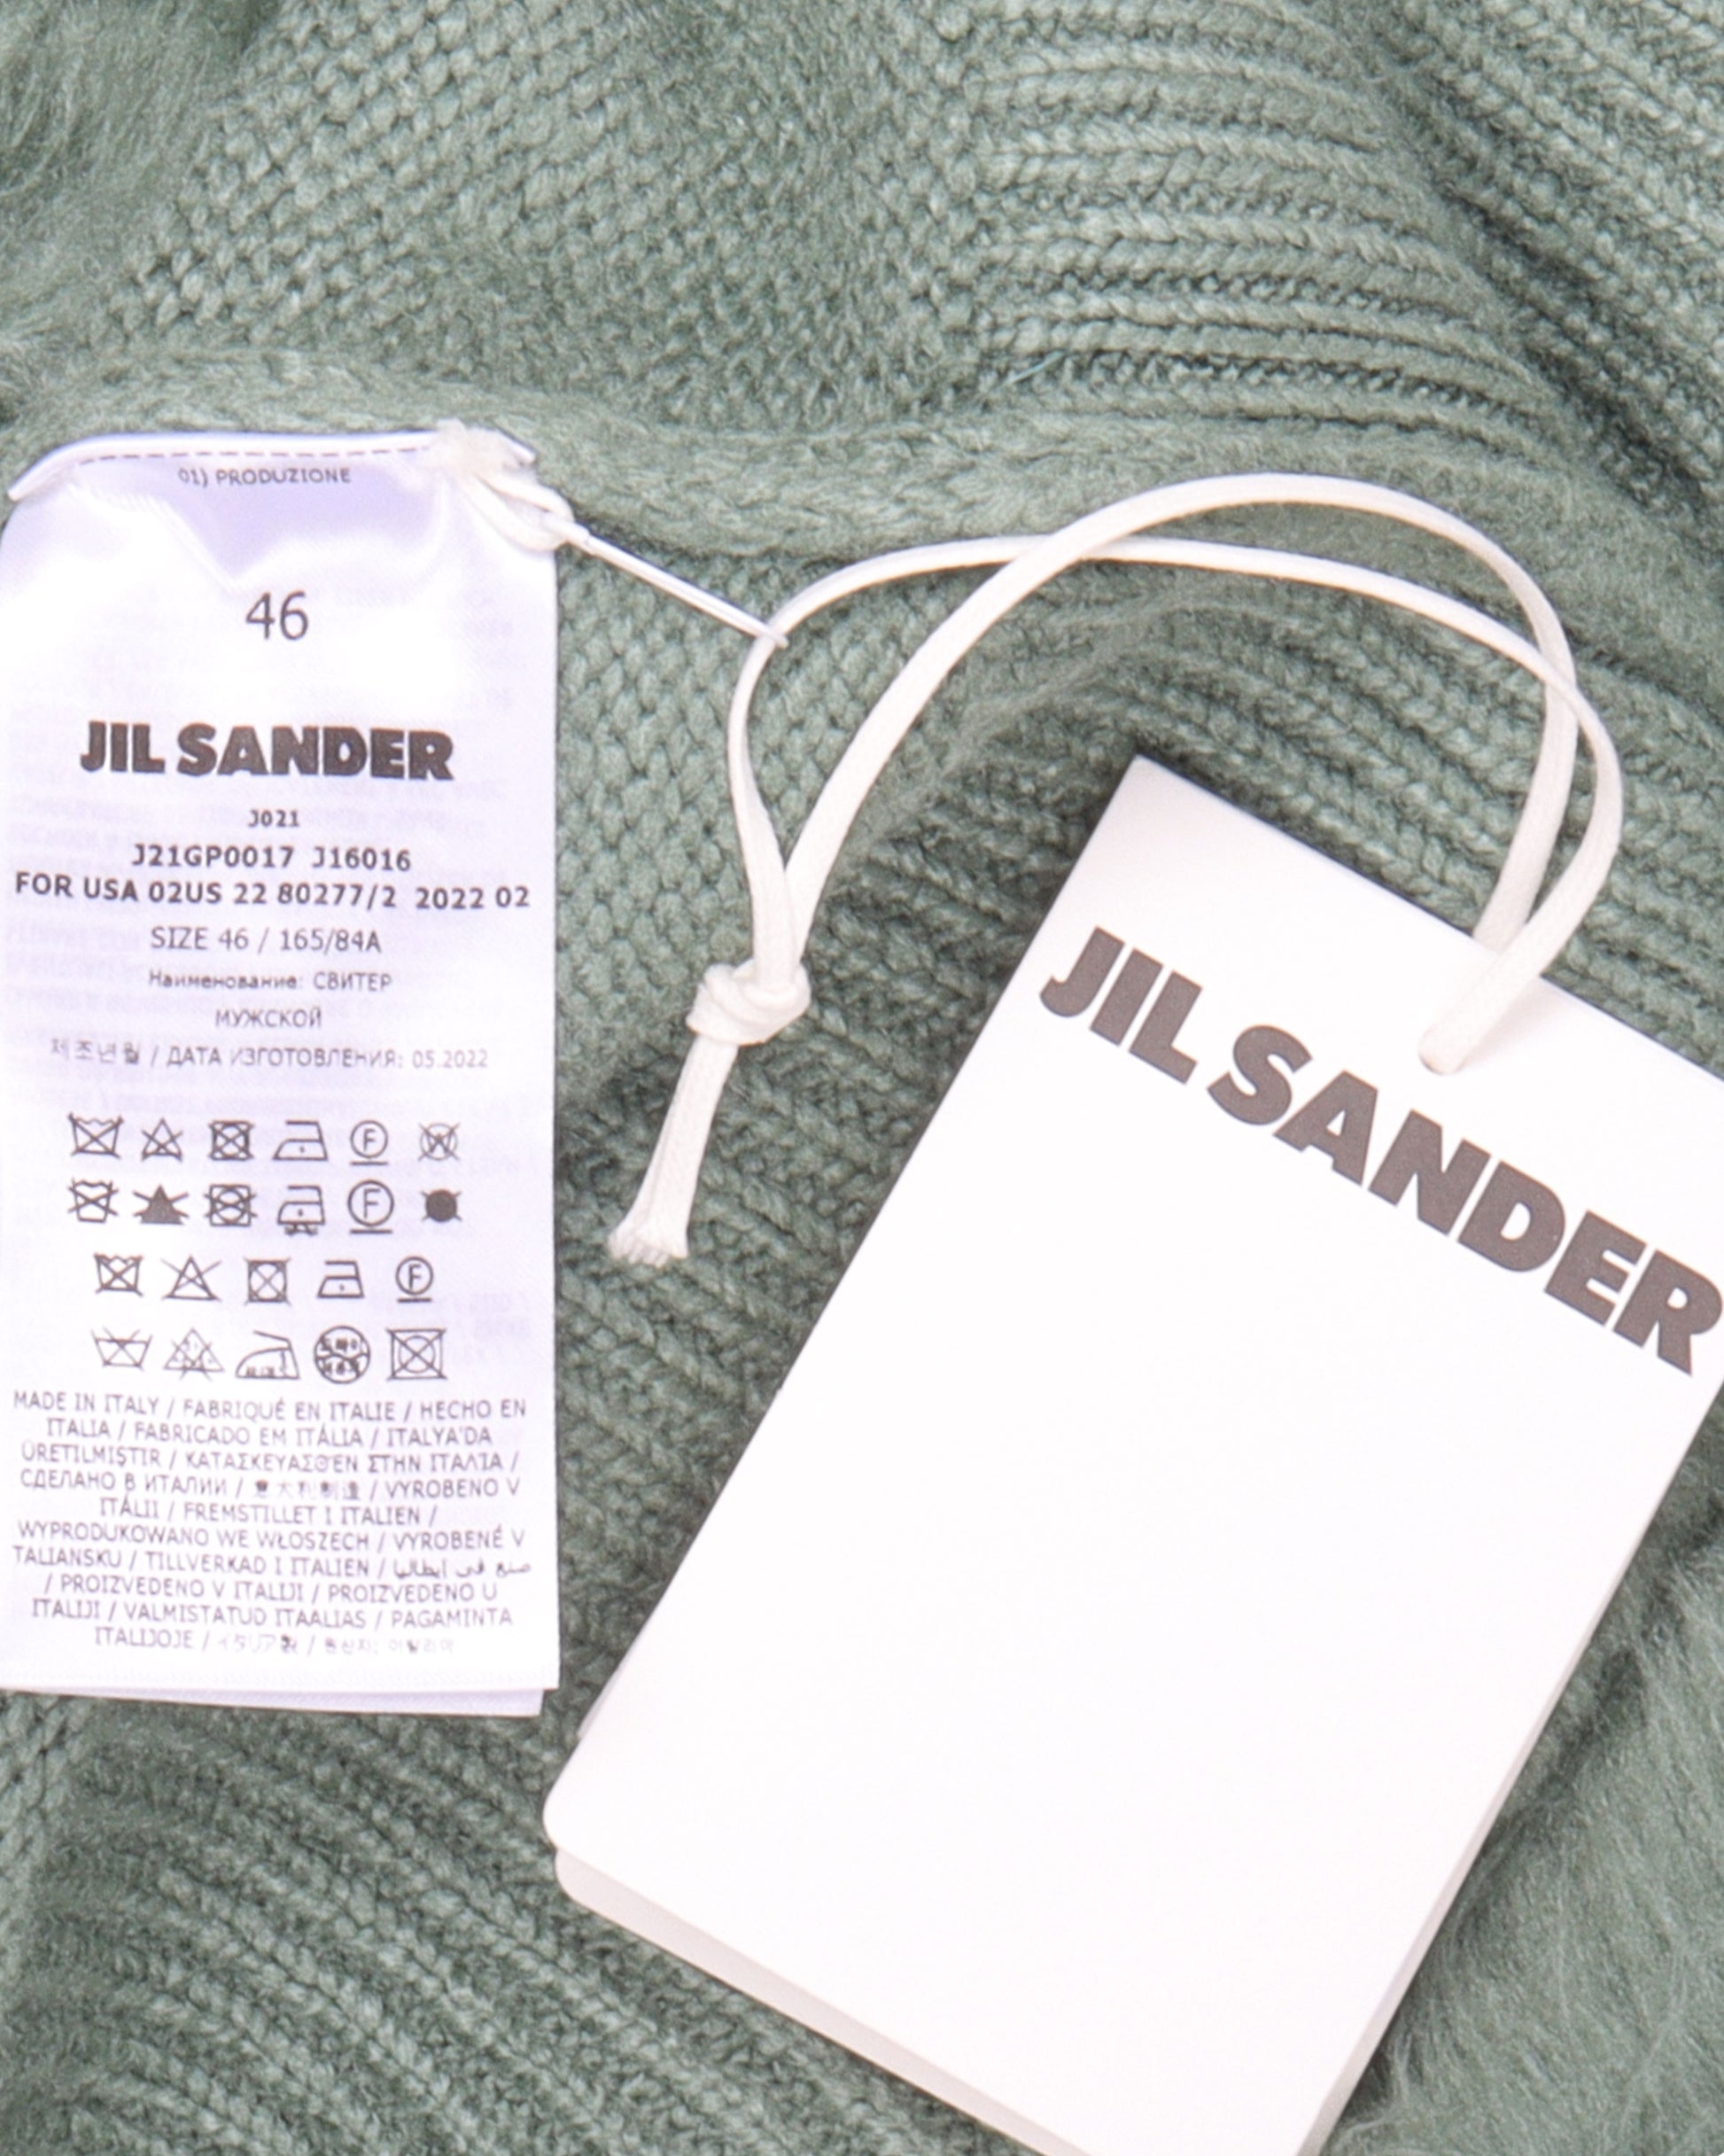 01) PRODUZIONE
46
JIL SANDER
J021
J21GP0017 J16016
FOR USA 02US 22 80277/2 2022 02
SIZE 46 / 165/84A
Наименование: СВИТЕР
МУЖСКОЙ
제조년월 / ДАТА ИЗГОТОВЛЕНИЯ: 05.2022
MADE IN ITALY / FABRIQUÉ EN ITALIE / HECHO EN
ITALIA / FABRICADO EM ITÁLIA / ITALYA'DA
ÜRETILMIŞTIR / ΚΑΤΑΣΚΕΥΑΣΘΕΝ ΣΤΗΝ ΙΤΑΛΊΑ /
СДЕЛАНО В ИТАЛИИ / 意大利制造 / VYROBENO V
ITÁLII / FREMSTILLET I ITALIEN /
WYPRODUKOWANO WE WŁOSZECH / VYROBENÉ V
TALIANSKU / TILLVERKAD I ITALIEN / صنع في ايطاليا
/ PROIZVEDENO V ITALIJI / PROIZVEDENO U
ITALIJI / VALMISTATUD ITAALIAS / PAGAMINTA
ITALIJOJE / イタリア製 / 원산지: 이탈리아
JIL SANDER